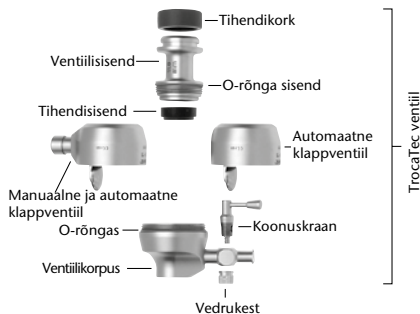 Tihendikork
Ventiilisisend
O-rõnga sisend
Tihendisisend
Automaatne
klappventiil
Manuaalne ja automaatne
klappventiil
O-rõngas
Koonuskraan
Ventiilikorpus
Vedrukest
TrocaTec ventiil